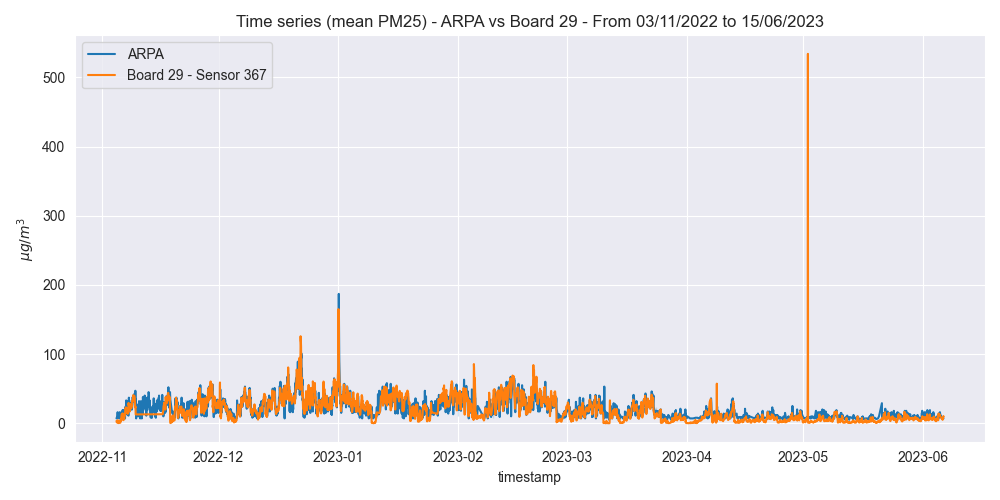 Time series (mean PM25) - ARPA vs Board 29 - From 03/11/2022 to 15/06/2023
ARPA
Board 29 - Sensor 367
500
400
300
200
100
0
μg/m³
2022-11 2022-12 2023-01 2023-02 2023-03 2023-04 2023-05 2023-06
timestamp